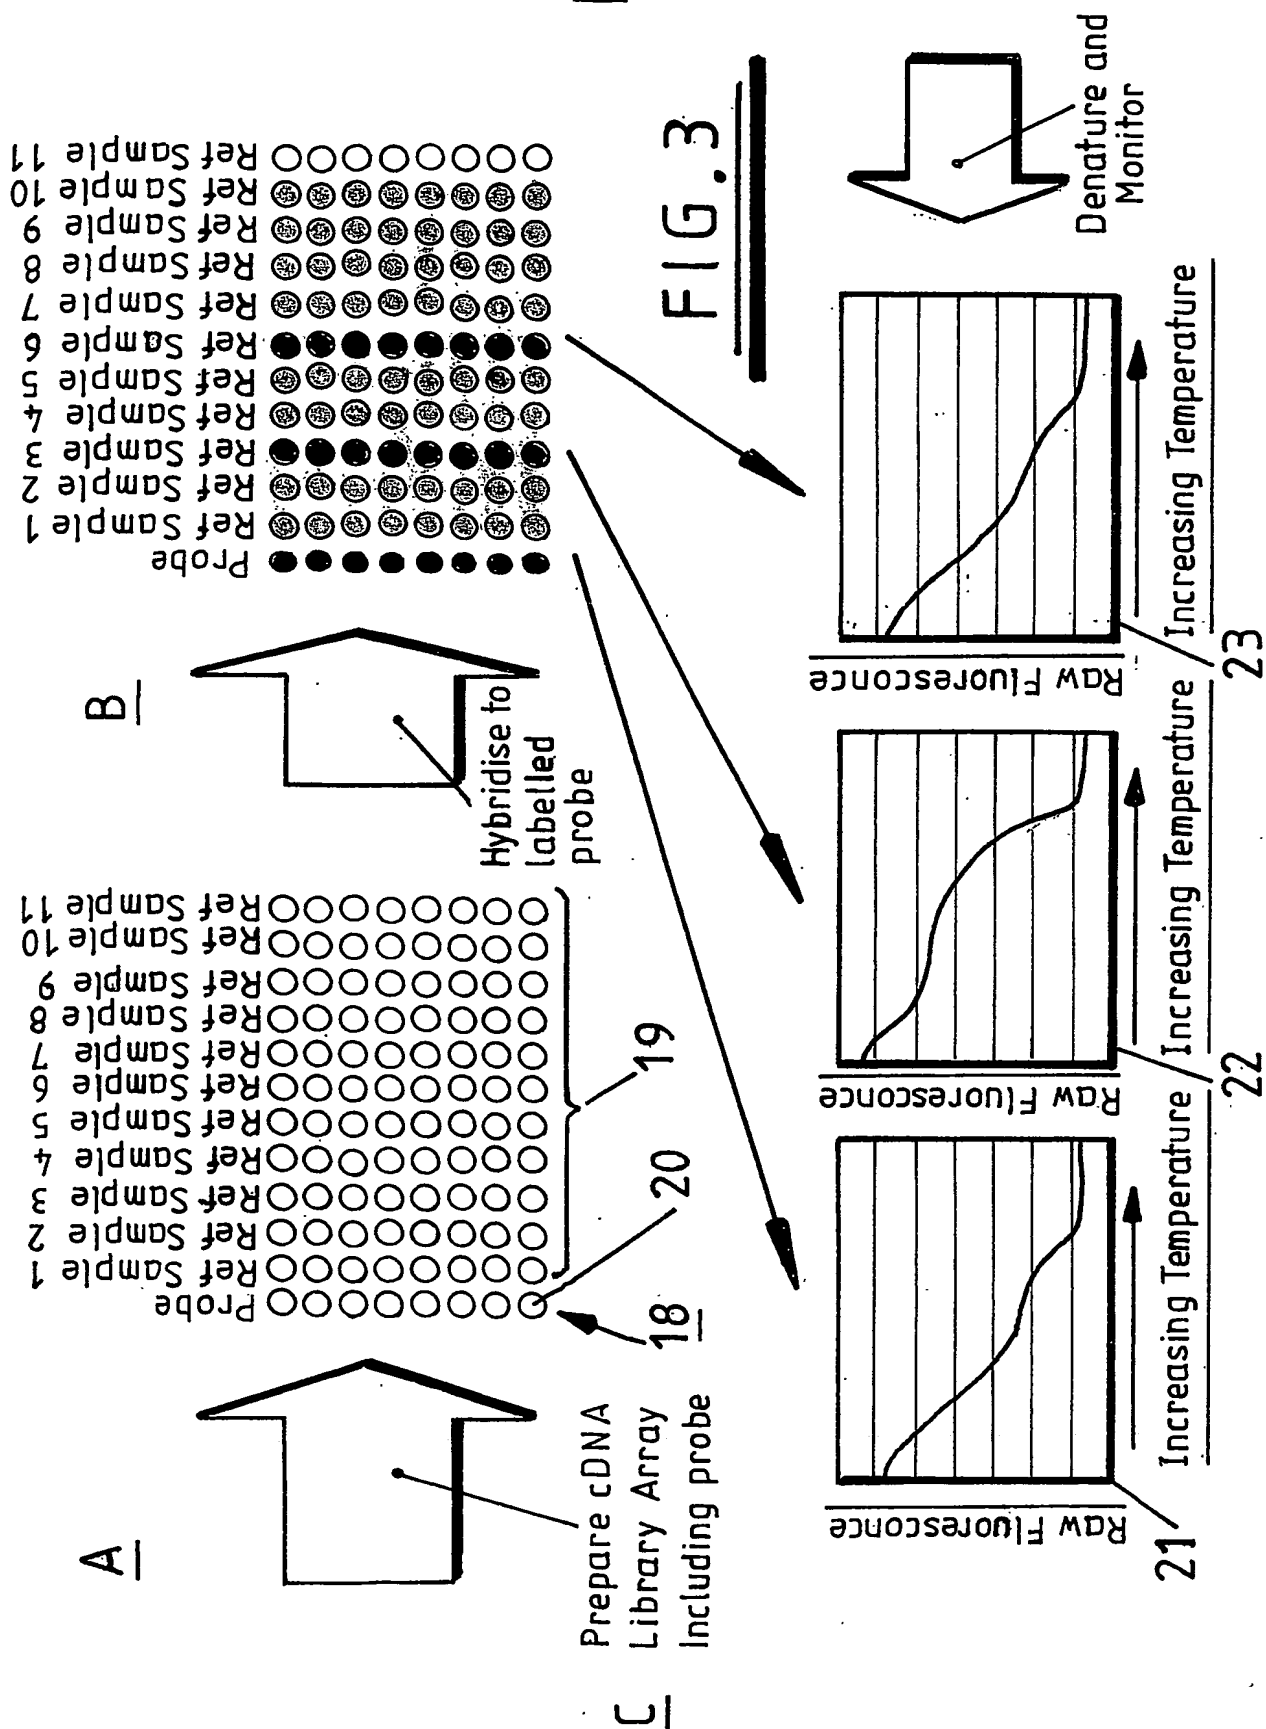 A
Prepare cDNA
Library Array
Including probe
Probe
Ref Sample 1
Ref Sample 2
Ref Sample 3
Ref Sample 4
Ref Sample 5
Ref Sample 6
Ref Sample 7
Ref Sample 8
Ref Sample 9
Ref Sample 10
Ref Sample 11
18
20
19
B
Hybridise to
labelled
probe
Probe
Ref Sample 1
Ref Sample 2
Ref Sample 3
Ref Sample 4
Ref Sample 5
Ref Sample 6
Ref Sample 7
Ref Sample 8
Ref Sample 9
Ref Sample 10
Ref Sample 11
C
Raw Fluoresconce
Increasing Temperature
21
Raw Fluoresconce
Increasing Temperature
22
Raw Fluoresconce
Increasing Temperature
23
Denature and
Monitor
FIG. 3